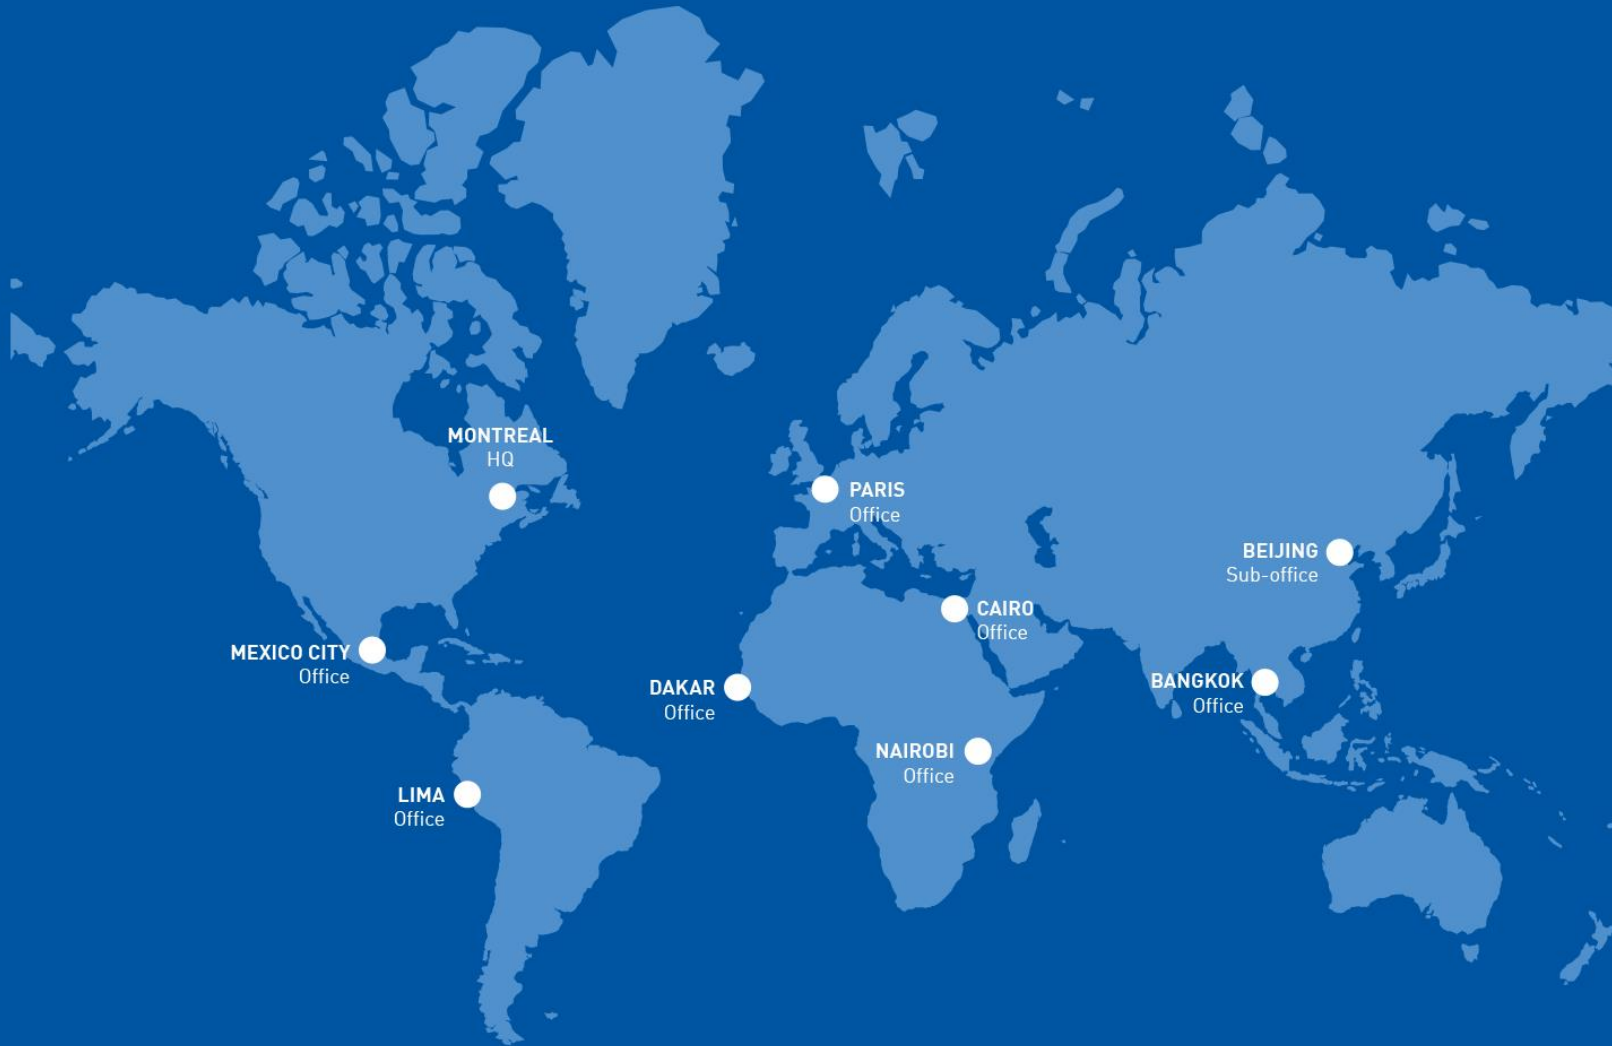 MONTREAL
HQ
PARIS
Office
BEIJING
Sub-office
CAIRO
Office
MEXICO CITY
Office
DAKAR
Office
BANGKOK
Office
NAIROBI
Office
LIMA
Office